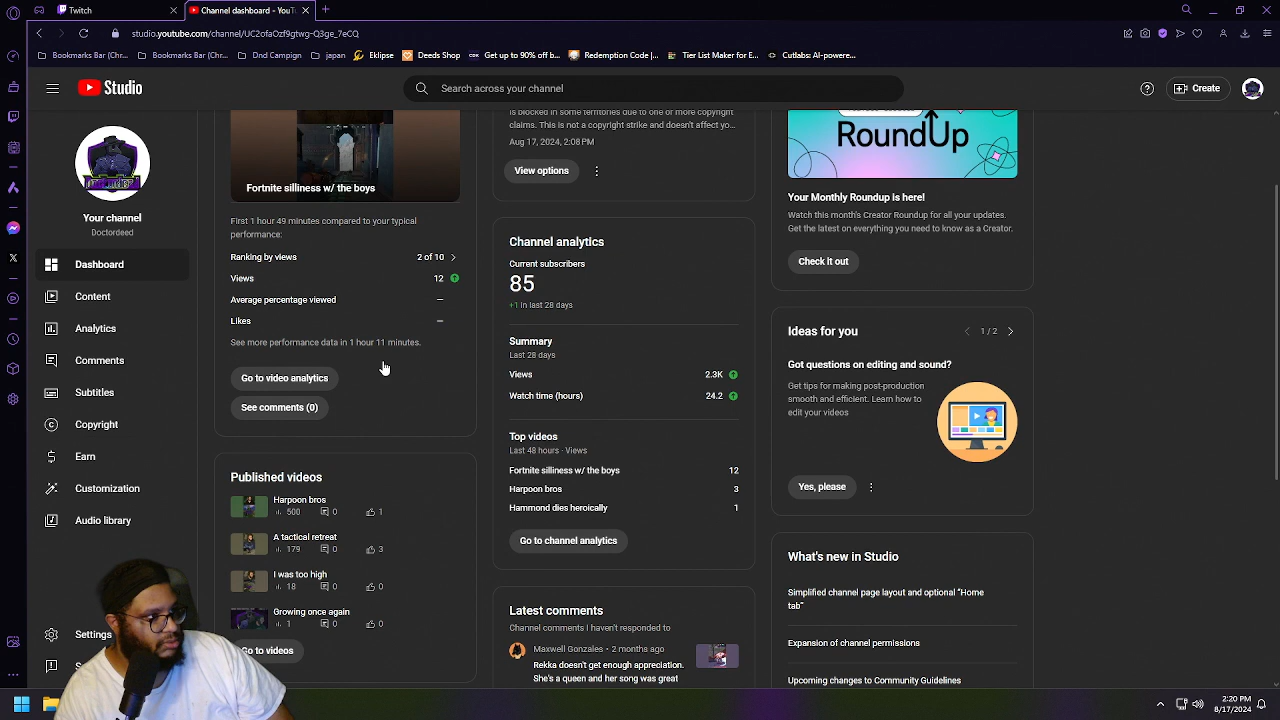 Twitch
Channel dashboard - YouT
studio.youtube.com/channel/UC2ofaOzf9gtwg-Q3ge_7eCQ
Bookmarks Bar (Chr...
Bookmarks Bar (Chr...
Dnd Campign
japan
Eklipse
Deeds Shop
Get up to 90% off b...
Redemption Code |...
Tier List Maker for E...
Cutlabs: AI-powere...
Studio
Search across your channel
Create
Your channel
Doctordeed
Dashboard
Content
Analytics
Comments
Subtitles
Copyright
Earn
Customization
Audio library
Settings
Fortnite silliness w/ the boys
First 1 hour 49 minutes compared to your typical
performance:
Ranking by views 2 of 10
Views 12
Average percentage viewed —
Likes —
See more performance data in 1 hour 11 minutes.
Go to video analytics
See comments (0)
Published videos
Harpoon bros
500 0 1
A tactical retreat
179 0 3
I was too high
18 0 0
Growing once again
1 0 0
Go to videos
is blocked in some territories due to one or more copyright
claims. This is not a copyright strike and doesn't affect yo...
Aug 17, 2024, 2:08 PM
View options
Channel analytics
Current subscribers
85
+1 in last 28 days
Summary
Last 28 days
Views 2.3K
Watch time (hours) 24.2
Top videos
Last 48 hours · Views
Fortnite silliness w/ the boys 12
Harpoon bros 3
Hammond dies heroically 1
Go to channel analytics
Latest comments
Channel comments I haven't responded to
Maxwell Gonzales • 2 months ago
Rekka doesn't get enough appreciation.
She's a queen and her song was great
RoundUp
Your Monthly Roundup is here!
Watch this month's Creator Roundup for all your updates.
Get the latest on everything you need to know as a Creator.
Check it out
Ideas for you
1 / 2
Got questions on editing and sound?
Get tips for making post-production
smooth and efficient. Learn how to
edit your videos
Yes, please
What's new in Studio
Simplified channel page layout and optional "Home
tab"
Expansion of channel permissions
Upcoming changes to Community Guidelines
2:20 PM
8/17/2024